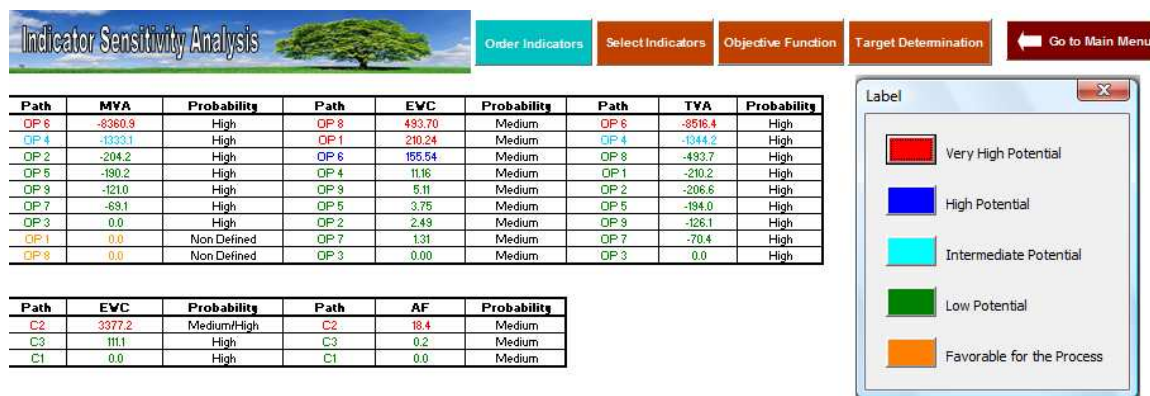 Indicator Sensitivity Analysis
Order Indicators
Select Indicators
Objective Function
Target Determination
Go to Main Menu
Path MVA Probability Path EWC Probability Path TVA Probability
OP 6 -8360.9 High OP 8 493.70 Medium OP 6 -8516.4 High
OP 4 -1333.1 High OP 1 210.24 Medium OP 4 -1344.2 High
OP 2 -204.2 High OP 6 155.54 Medium OP 8 -493.7 High
OP 5 -190.2 High OP 4 11.16 Medium OP 1 -210.2 High
OP 9 -121.0 High OP 9 5.11 Medium OP 2 -206.6 High
OP 7 -69.1 High OP 5 3.75 Medium OP 5 -194.0 High
OP 3 0.0 High OP 2 2.49 Medium OP 9 -126.1 High
OP 1 0.0 Non Defined OP 7 1.31 Medium OP 7 -70.4 High
OP 8 0.0 Non Defined OP 3 0.00 Medium OP 3 0.0 High
Path EWC Probability Path AF Probability
C2 3377.2 Medium/High C2 18.4 Medium
C3 111.1 High C3 0.2 Medium
C1 0.0 High C1 0.0 Medium
Label
Very High Potential
High Potential
Intermediate Potential
Low Potential
Favorable for the Process